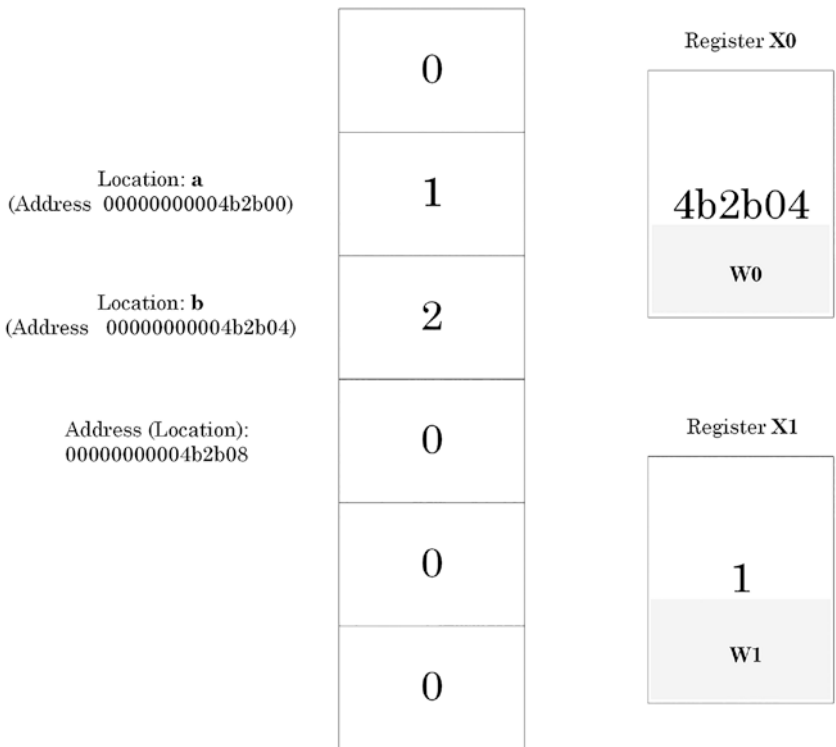 0
Register X0
Location: a
(Address 00000000004b2b00)
1
4b2b04
W0
Location: b
(Address 00000000004b2b04)
2
Address (Location):
00000000004b2b08
0
Register X1
0
1
W1
0